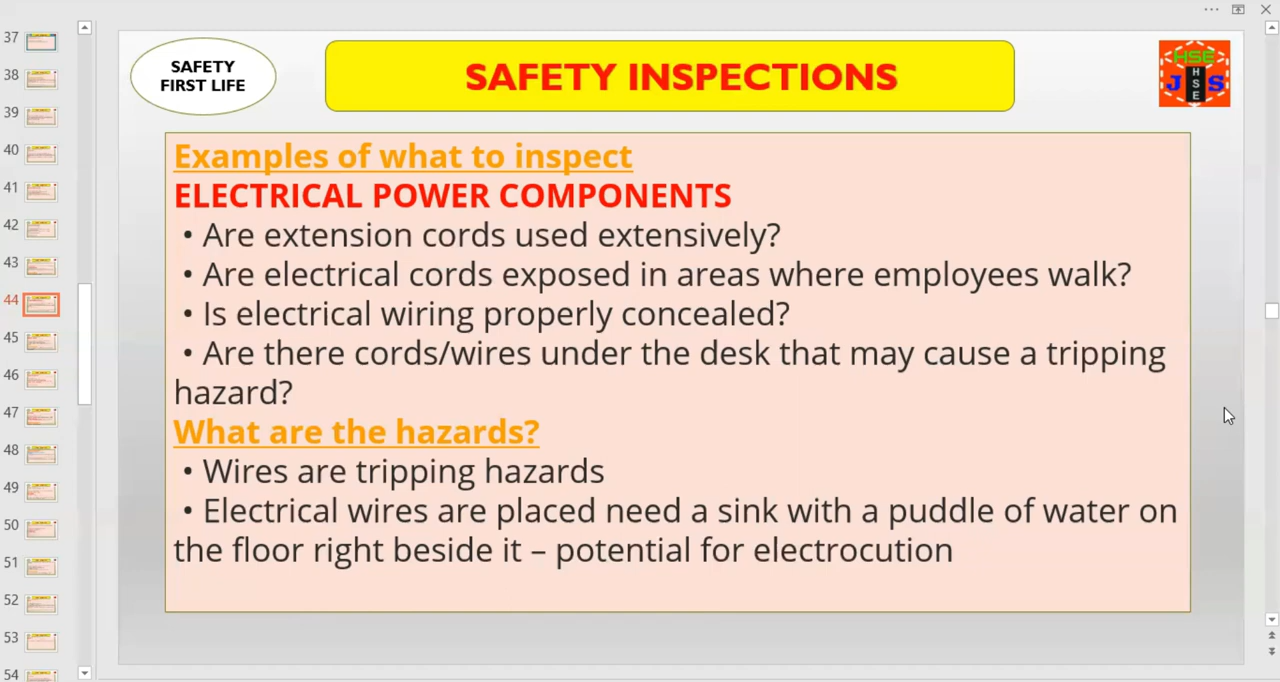 37
38
39
40
41
42
43
44
45
46
47
48
49
50
51
52
53
54
SAFETY
FIRST LIFE
SAFETY INSPECTIONS
HSE
J HSE S
Examples of what to inspect
ELECTRICAL POWER COMPONENTS
• Are extension cords used extensively?
• Are electrical cords exposed in areas where employees walk?
• Is electrical wiring properly concealed?
• Are there cords/wires under the desk that may cause a tripping
hazard?
What are the hazards?
• Wires are tripping hazards
• Electrical wires are placed need a sink with a puddle of water on
the floor right beside it – potential for electrocution